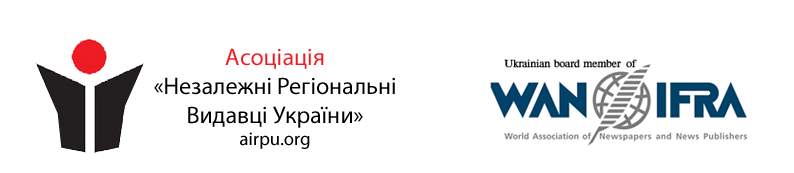 Асоціація
«Незалежні Регіональні
Видавці України»
airpu.org
Ukrainian board member of
WAN IFRA
World Association of Newspapers and News Publishers